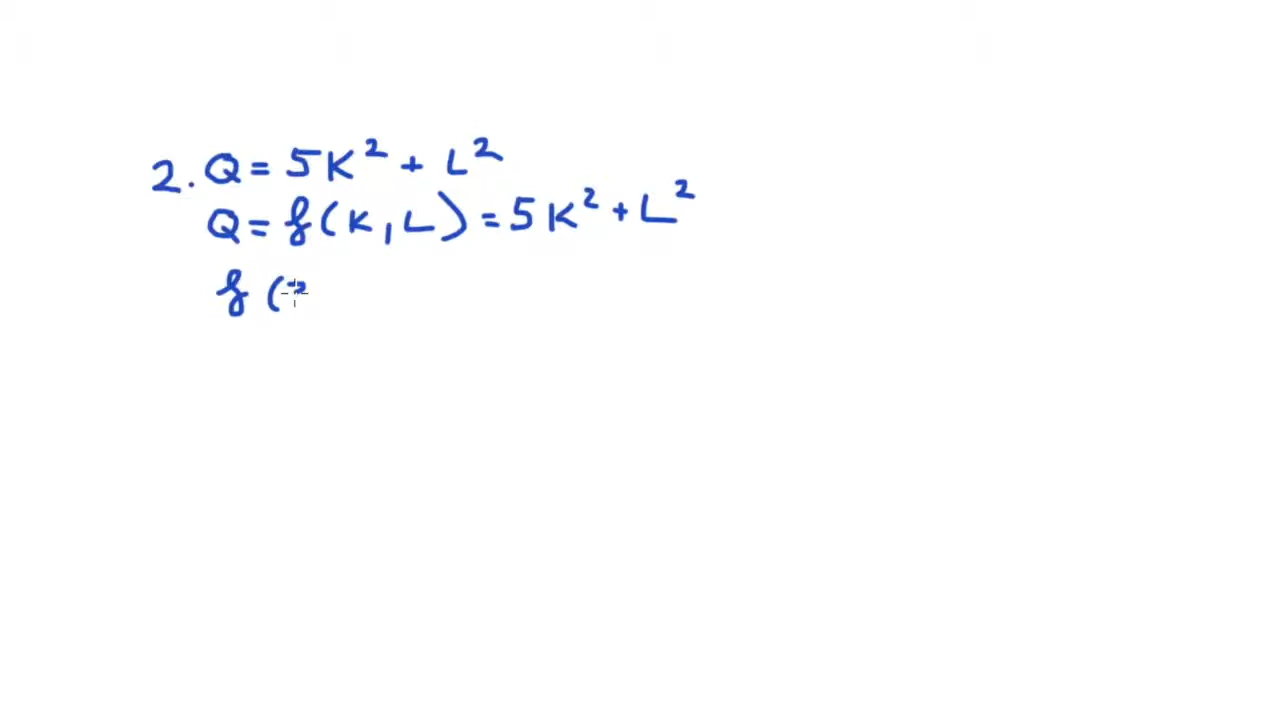 2. Q = 5K² + L²
Q = f(K, L) = 5K² + L²
f (